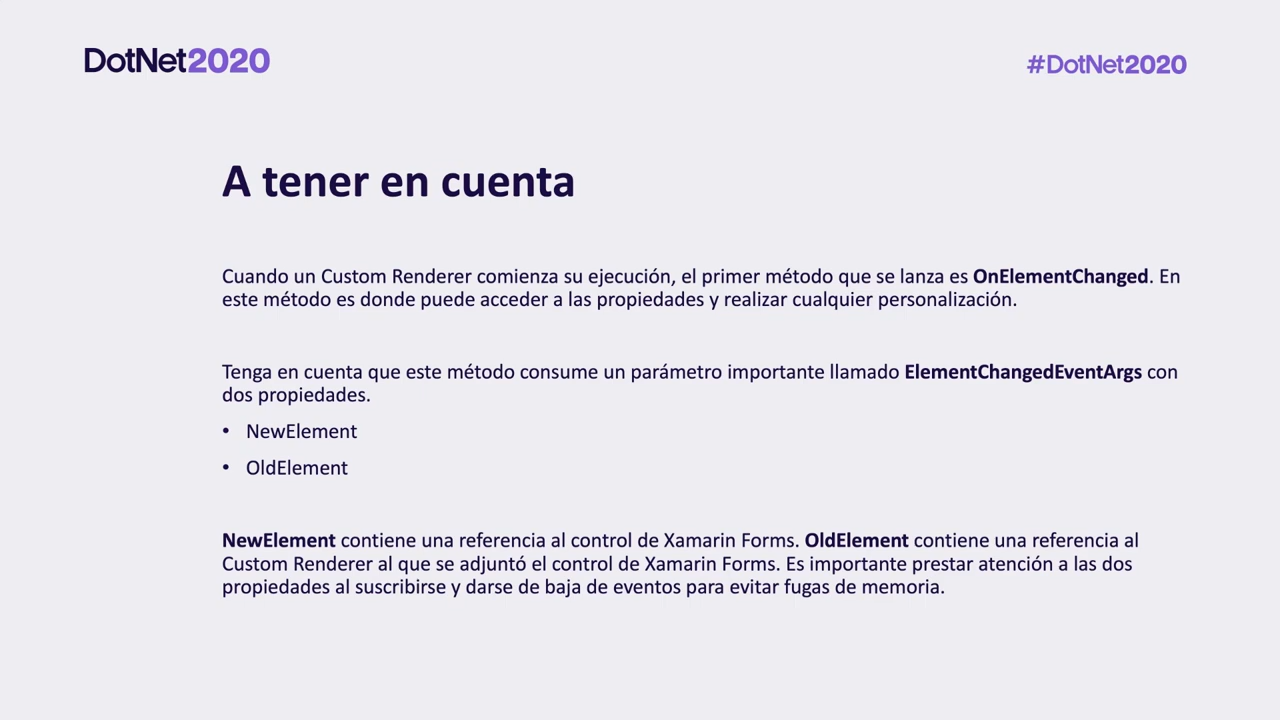 DotNet2020
#DotNet2020
A tener en cuenta
Cuando un Custom Renderer comienza su ejecución, el primer método que se lanza es OnElementChanged. En
este método es donde puede acceder a las propiedades y realizar cualquier personalización.
Tenga en cuenta que este método consume un parámetro importante llamado ElementChangedEventArgs con
dos propiedades.
• NewElement
• OldElement
NewElement contiene una referencia al control de Xamarin Forms. OldElement contiene una referencia al
Custom Renderer al que se adjuntó el control de Xamarin Forms. Es importante prestar atención a las dos
propiedades al suscribirse y darse de baja de eventos para evitar fugas de memoria.